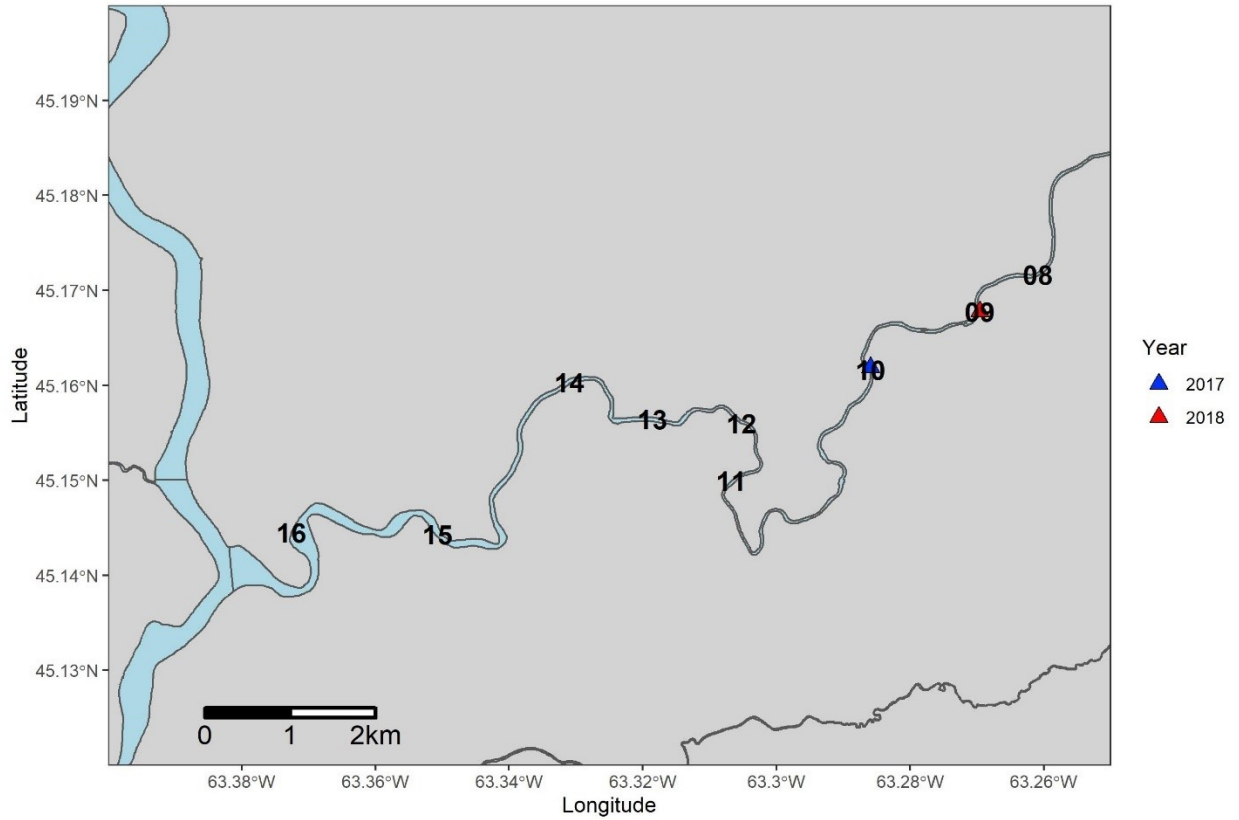 45.19°N
45.18°N
45.17°N
45.16°N
45.15°N
45.14°N
45.13°N
Latitude
08
09
10
14
13
12
11
16
15
0 1 2km
63.38°W 63.36°W 63.34°W 63.32°W 63.3°W 63.28°W 63.26°W
Longitude
Year
2017
2018